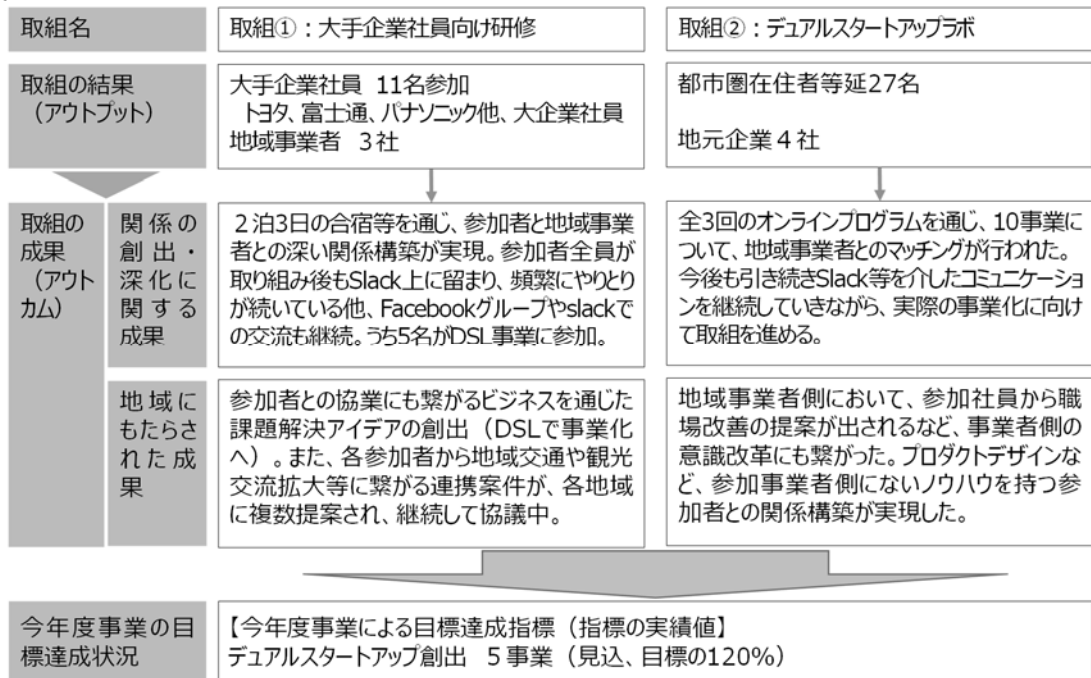 取組名
取組①：大手企業社員向け研修
取組②：デュアルスタートアップラボ
取組の結果
（アウトプット）
大手企業社員 11名参加
トヨタ、富士通、パナソニック他、大企業社員
地域事業者 ３社
都市圏在住者等延27名
地元企業４社
取組の
成果
（アウト
カム）
関係の
創出・
深化に
関する
成果
２泊3日の合宿等を通じ、参加者と地域事業
者との深い関係構築が実現。参加者全員が
取り組み後もSlack上に留まり、頻繁にやりとり
が続いている他、Facebookグループやslackで
の交流も継続。うち5名がDSL事業に参加。
全3回のオンラインプログラムを通じ、10事業に
ついて、地域事業者とのマッチングが行われた。
今後も引き続きSlack等を介したコミュニケーショ
ンを継続していきながら、実際の事業化に向け
て取組を進める。
地域に
もたらさ
れた成
果
参加者との協業にも繋がるビジネスを通じた
課題解決アイデアの創出（DSLで事業化
へ）。また、各参加者から地域交通や観光
交流拡大等に繋がる連携案件が、各地域
に複数提案され、継続して協議中。
地域事業者側において、参加社員から職
場改善の提案が出されるなど、事業者側の
意識改革にも繋がった。プロダクトデザインな
ど、参加事業者側にないノウハウを持つ参
加者との関係構築が実現した。
今年度事業の目
標達成状況
【今年度事業による目標達成指標（指標の実績値】
デュアルスタートアップ創出 ５事業（見込、目標の120%）